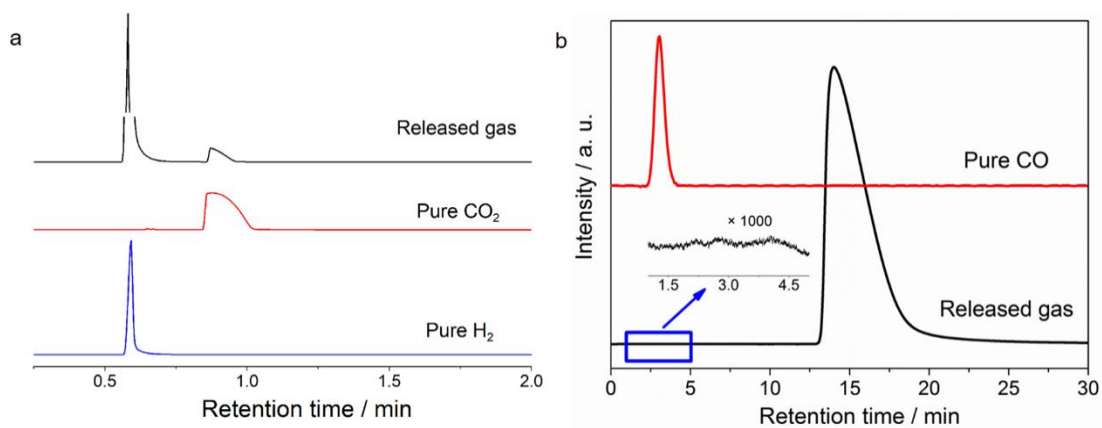 a
Released gas
Pure CO₂
Pure H₂
0.5 1.0 1.5 2.0
Retention time / min
b
Intensity / a. u.
Pure CO
× 1000
1.5 3.0 4.5
Released gas
0 5 10 15 20 25 30
Retention time / min